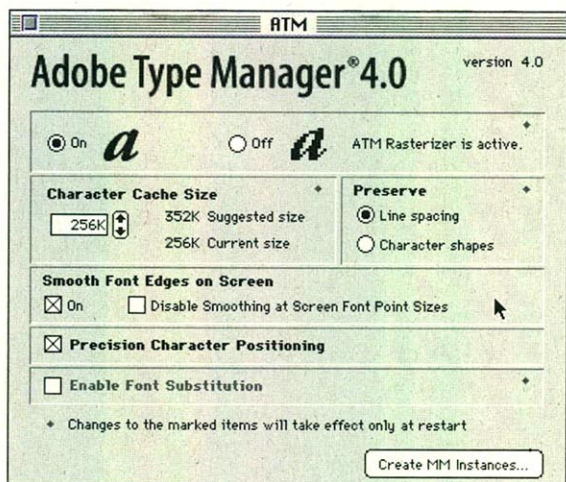 ATM
Adobe Type Manager® 4.0
version 4.0
On
a
Off
a
ATM Rasterizer is active.
Character Cache Size
256K
352K Suggested size
256K Current size
Preserve
Line spacing
Character shapes
Smooth Font Edges on Screen
On
Disable Smoothing at Screen Font Point Sizes
Precision Character Positioning
Enable Font Substitution
Changes to the marked items will take effect only at restart
Create MM Instances...